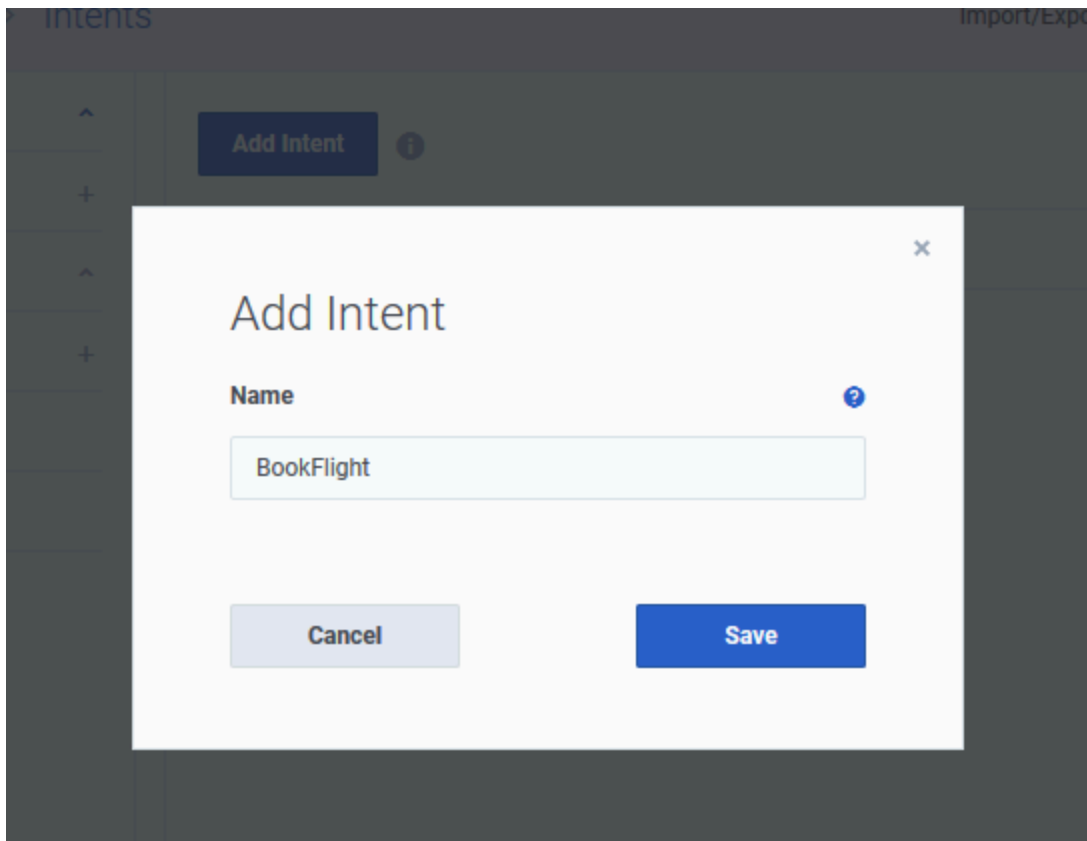 Intents
Import/Expo
Add Intent
Add Intent
Name
BookFlight
Cancel
Save